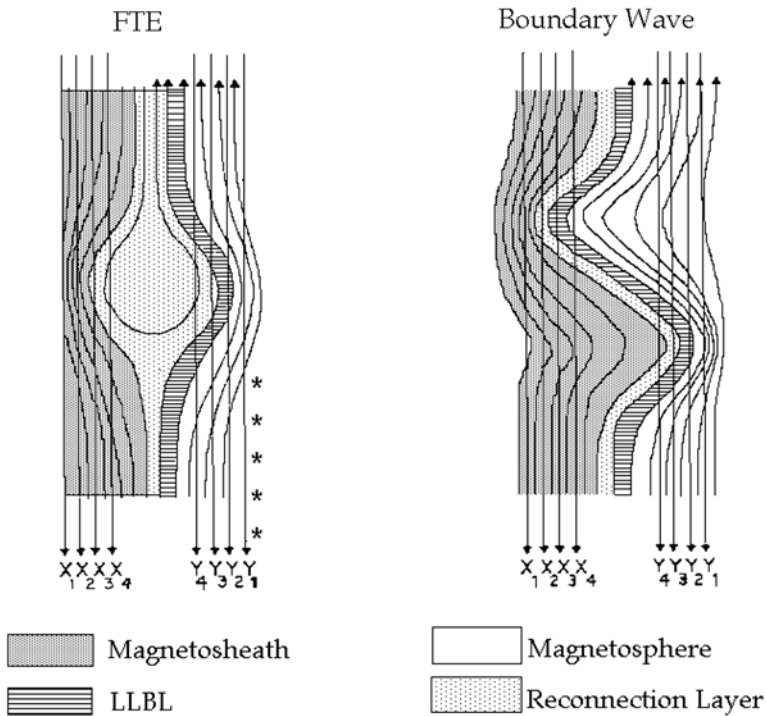 FTE
Boundary Wave
*
*
*
*
*
X1 X2 X3 X4 Y4 Y3 Y2 Y1
X1 X2 X3 X4 Y4 Y3 Y2 Y1
Magnetosheath
Magnetosphere
LLBL
Reconnection Layer